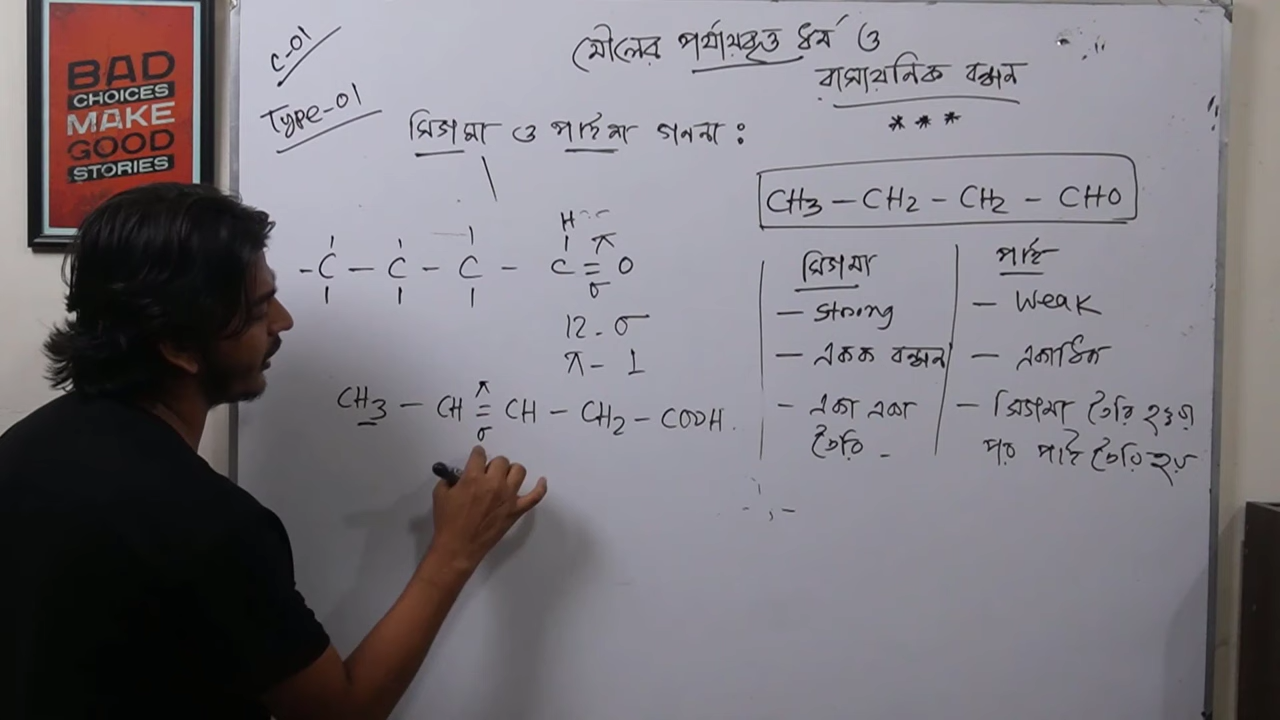 BAD
CHOICES
MAKE
GOOD
STORIES
C-01
Type-01
মৌলের পর্যায়বৃত্ত ধর্ম ও
রাসায়নিক বন্ধন
***
সিগমা ও পাই গননা :
CH3 — CH2 — CH2 — CHO
H
π
-C — C — C — C = O
σ
12 - σ
π - 1
π
CH3 — CH = CH — CH2 — COOH.
σ
সিগমা
— Strong
— একক বন্ধন
- একা একা
তৈরি -
পাই
— Weak
— একাধিক
— সিগমা তৈরি হওয়া
পর পাই তৈরি হয়